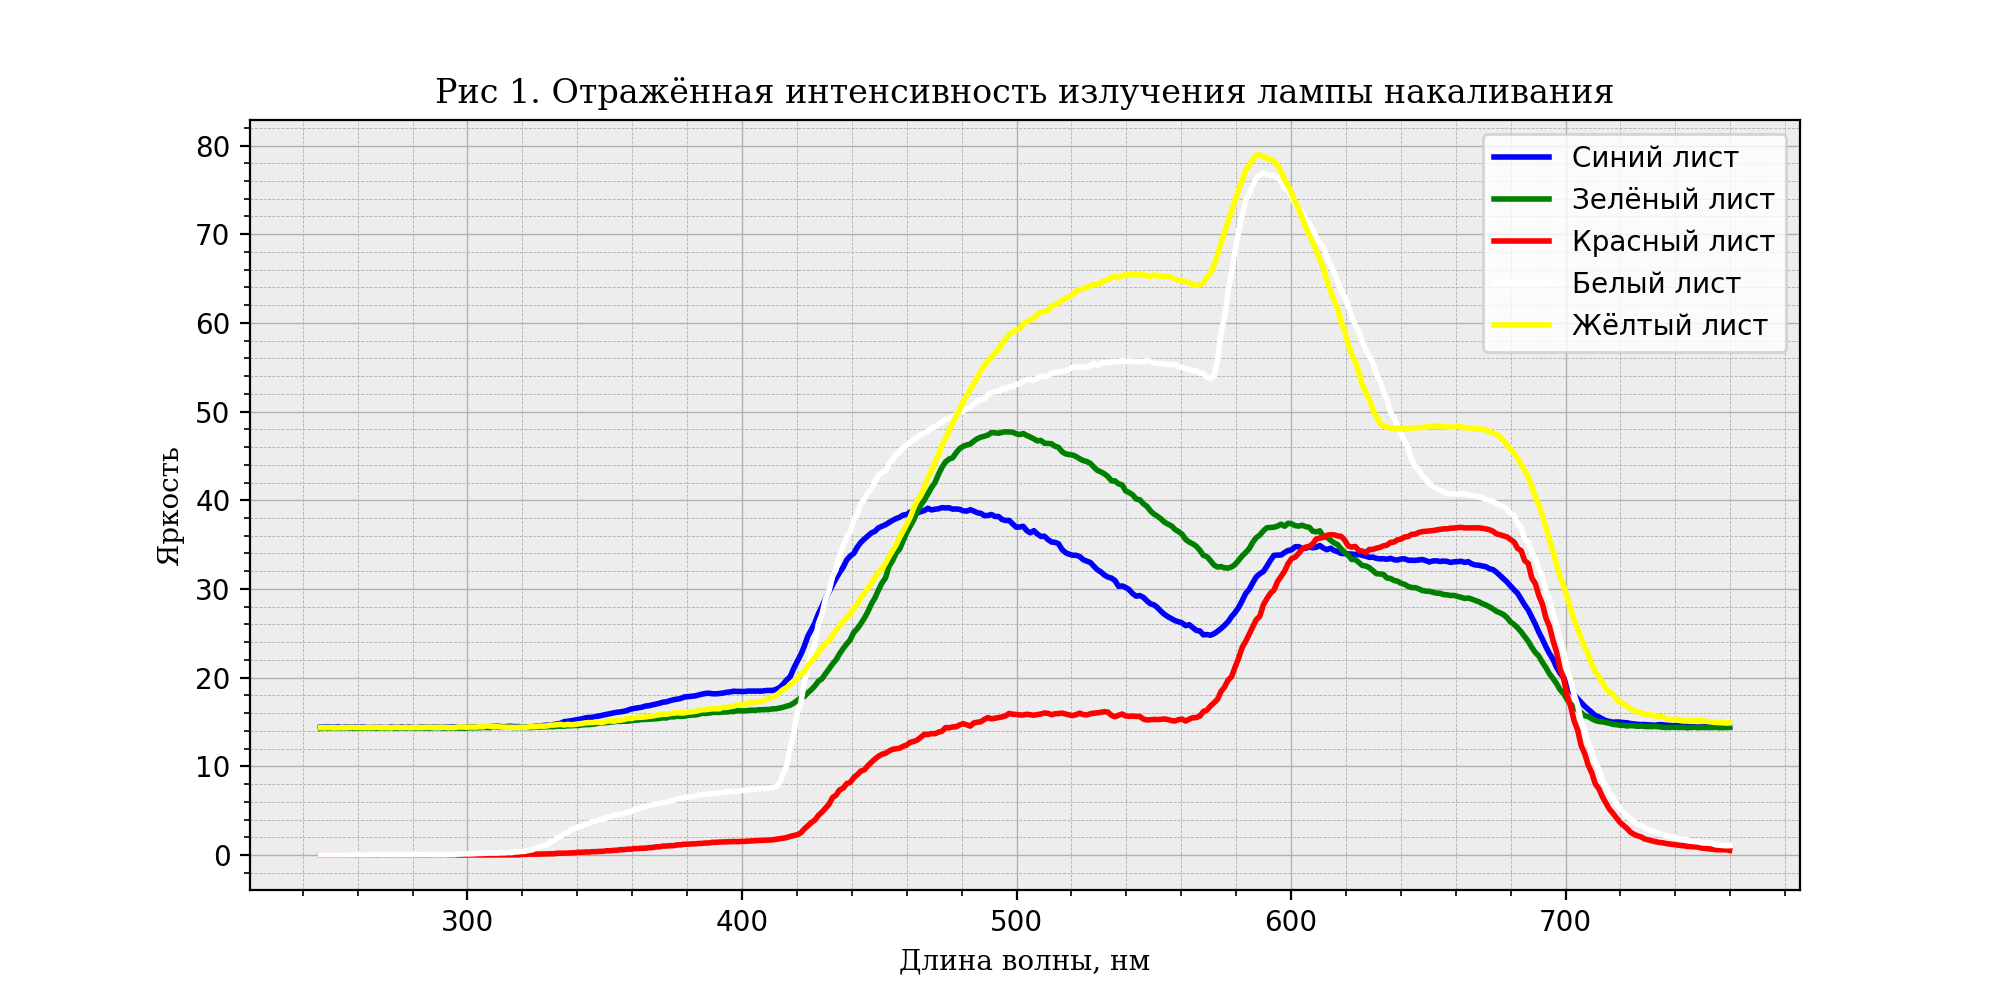 Рис 1. Отражённая интенсивность излучения лампы накаливания
80
70
60
50
40
30
20
10
0
Яркость
Синий лист
Зелёный лист
Красный лист
Белый лист
Жёлтый лист
300 400 500 600 700
Длина волны, нм